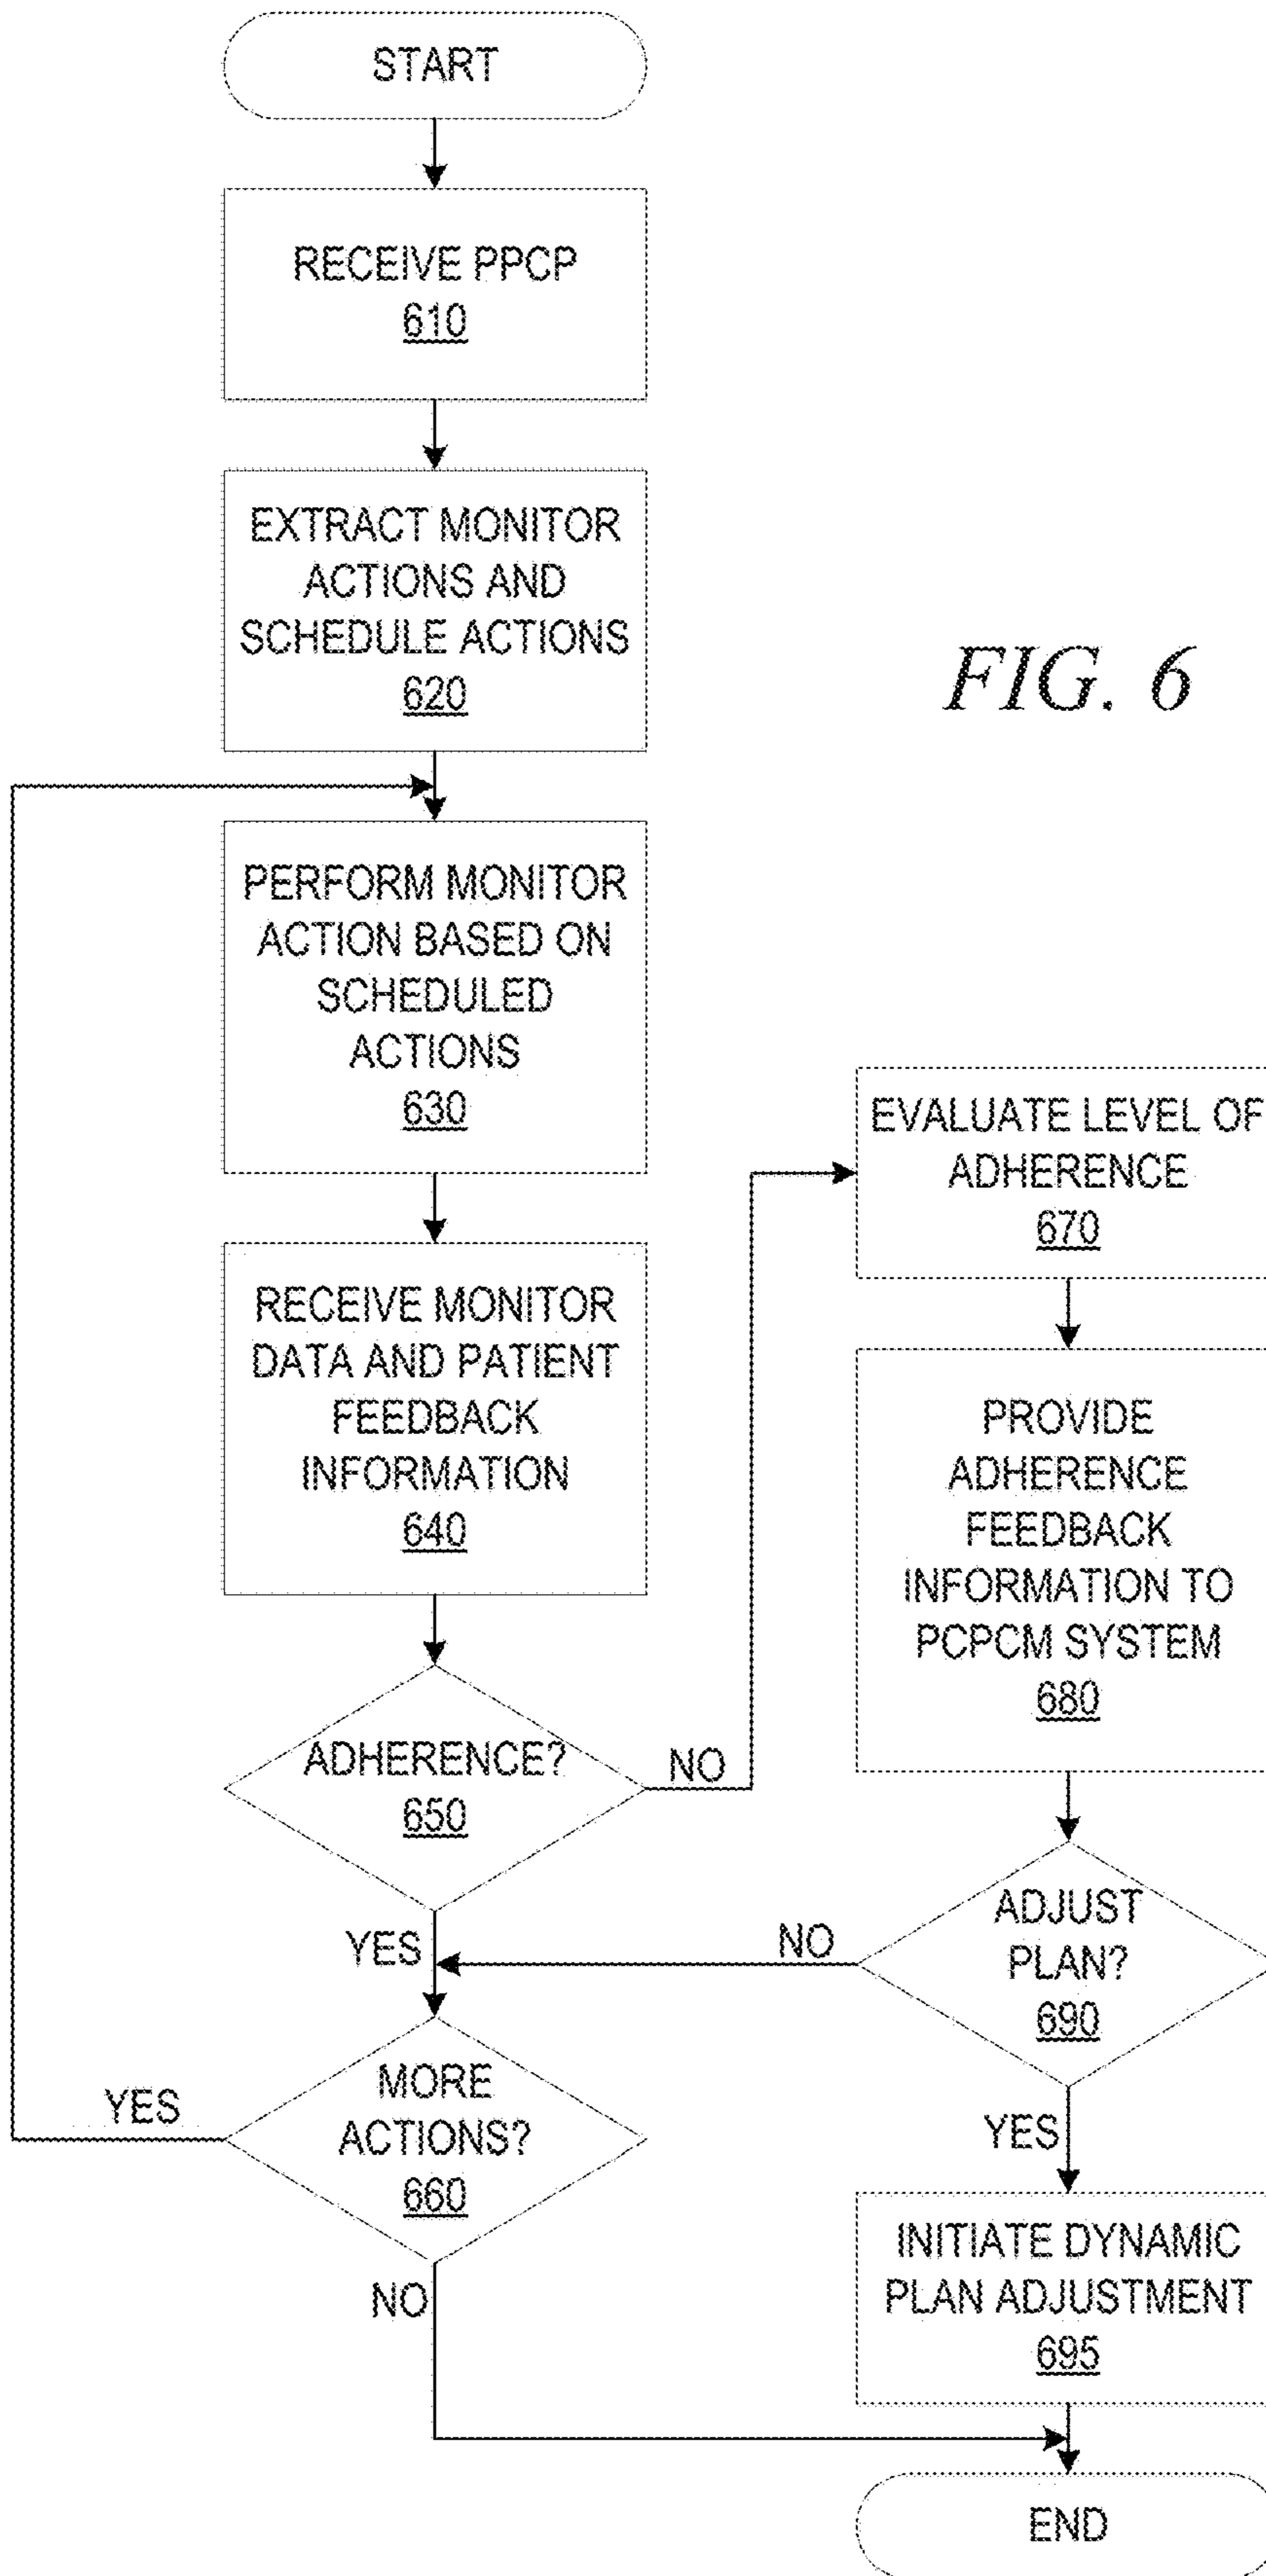 START
RECEIVE PPCP
610
EXTRACT MONITOR
ACTIONS AND
SCHEDULE ACTIONS
620
FIG. 6
PERFORM MONITOR
ACTION BASED ON
SCHEDULED
ACTIONS
630
RECEIVE MONITOR
DATA AND PATIENT
FEEDBACK
INFORMATION
640
ADHERENCE?
650
NO
YES
MORE
ACTIONS?
660
YES
NO
EVALUATE LEVEL OF
ADHERENCE
670
PROVIDE
ADHERENCE
FEEDBACK
INFORMATION TO
PCPCM SYSTEM
680
ADJUST
PLAN?
690
NO
YES
INITIATE DYNAMIC
PLAN ADJUSTMENT
695
END